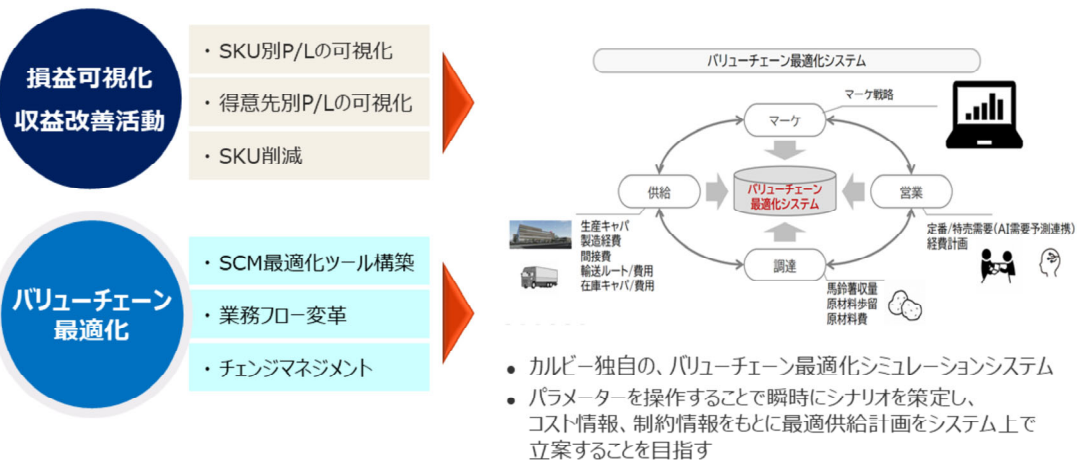 損益可視化
収益改善活動
・SKU別P/Lの可視化
・得意先別P/Lの可視化
・SKU削減
バリューチェーン
最適化
・SCM最適化ツール構築
・業務フロー変革
・チェンジマネジメント
バリューチェーン最適化システム
マーケ戦略
マーケ
供給
バリューチェーン
最適化システム
営業
生産キャパ
製造経費
間接費
輸送ルート/費用
在庫キャパ/費用
定番/特売需要(AI需要予測連携)
経費計画
調達
馬鈴薯収量
原材料歩留
原材料費
• カルビー独自の、バリューチェーン最適化シミュレーションシステム
• パラメーターを操作することで瞬時にシナリオを策定し、
コスト情報、制約情報をもとに最適供給計画をシステム上で
立案することを目指す